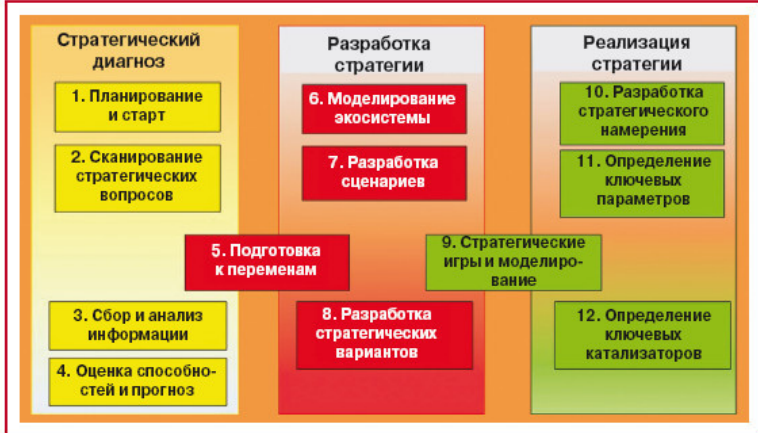 Стратегический
диагноз
1. Планирование
и старт
2. Сканирование
стратегических
вопросов
3. Сбор и анализ
информации
4. Оценка способно-
стей и прогноз
5. Подготовка
к переменам
Разработка
стратегии
6. Моделирование
экосистемы
7. Разработка
сценариев
8. Разработка
стратегических
вариантов
9. Стратегические
игры и моделиро-
вание
Реализация
стратегии
10. Разработка
стратегического
намерения
11. Определение
ключевых
параметров
12. Определение
ключевых
катализаторов